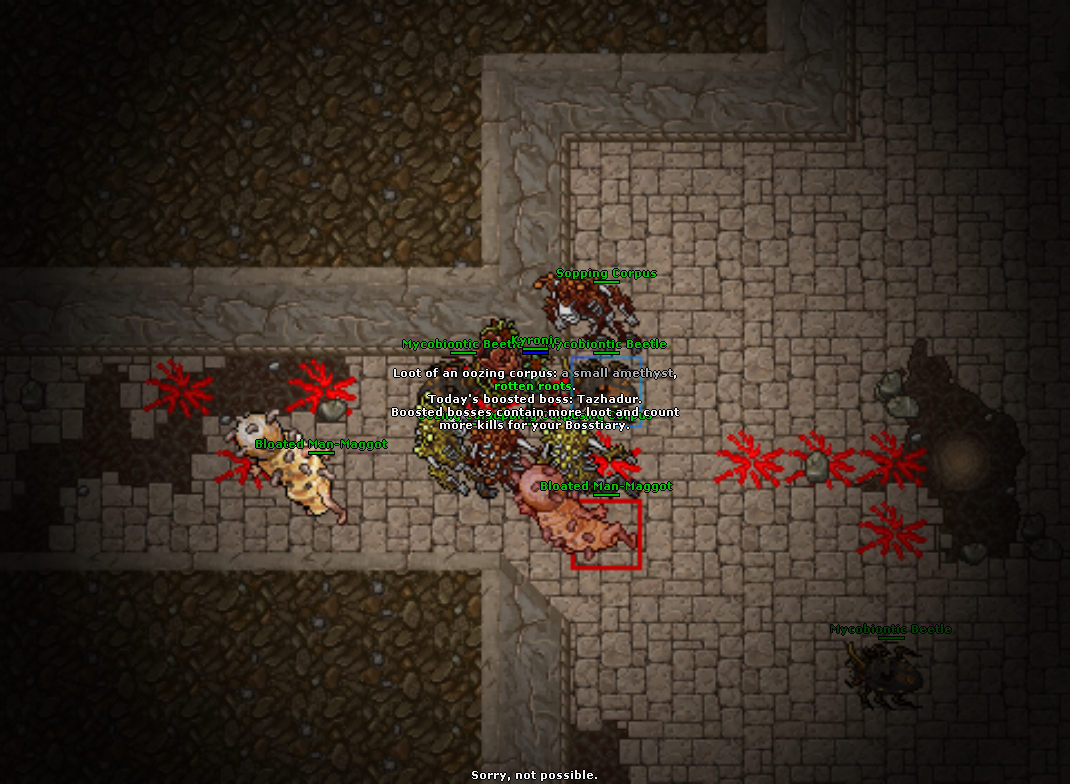 Sopping Corpus
Kyronic
Mycobiontic Beetle Mycobiontic Beetle
Loot of an oozing corpus: a small amethyst,
rotten roots.
Today's boosted boss: Tazhadur.
Boosted bosses contain more loot and count
more kills for your Bosstiary.
Bloated Man-Maggot
Bloated Man-Maggot
Mycobiontic Beetle
Sorry, not possible.